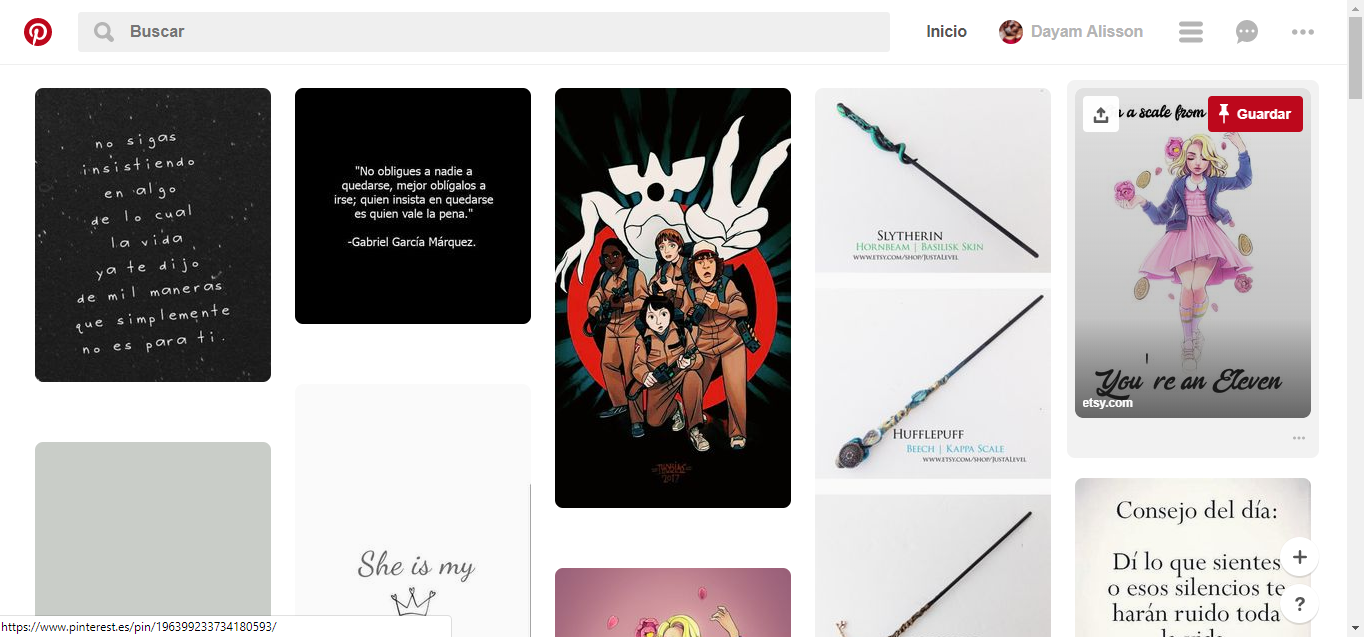 Buscar
Inicio
Dayam Alisson
no sigas
insistiendo
en algo
de lo cual
la vida
ya te dijo
de mil maneras
que simplemente
no es para ti.
"No obligues a nadie a
quedarse, mejor oblígalos a
irse; quien insista en quedarse
es quien vale la pena."
-Gabriel García Márquez.
She is my
2017
SLYTHERIN
HORNBEAM | BASILISK SKIN
WWW.ETSY.COM/SHOP/JUSTALEVEL
HUFFLEPUFF
BEECH | KAPPA SCALE
WWW.ETSY.COM/SHOP/JUSTALEVEL
a scale from
Guardar
You're an Eleven
etsy.com
Consejo del día:
Dí lo que sientes
o esos silencios te
harán ruido toda
la vida
https://www.pinterest.es/pin/196399233734180593/